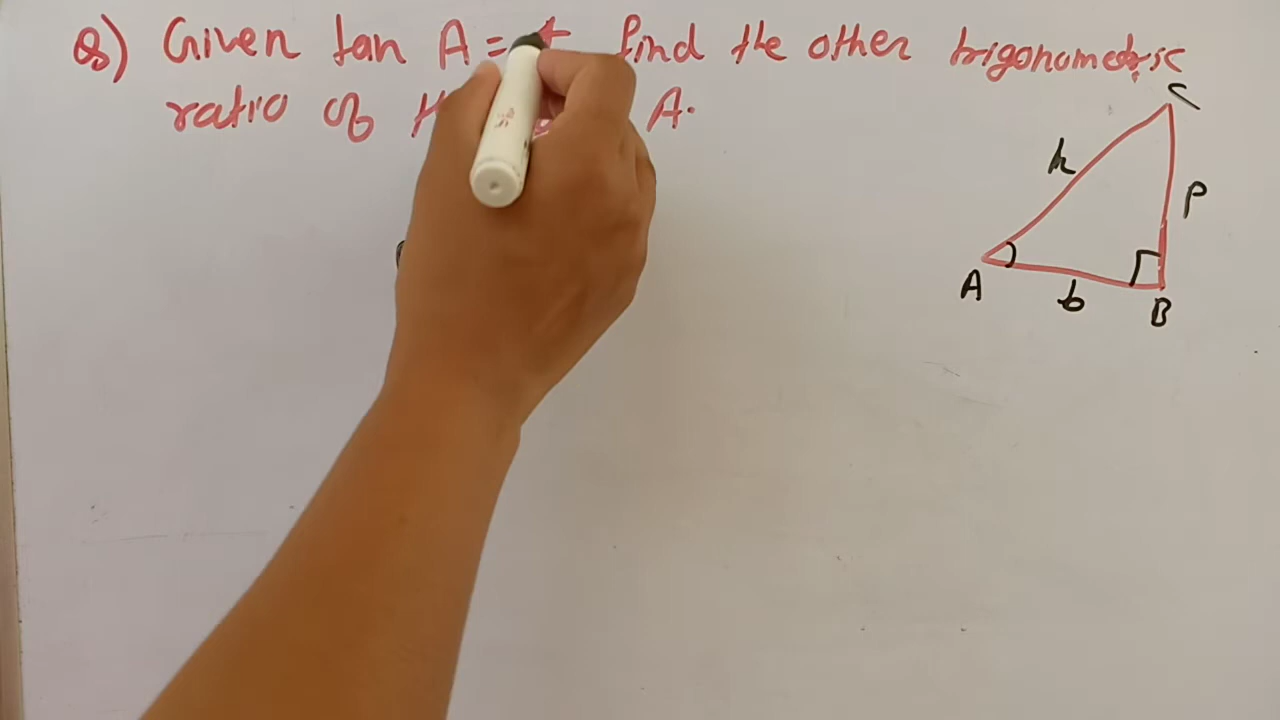 Q) Given tan A = find the other trigonometric
ratio of A.
C
h
P
A
b
B